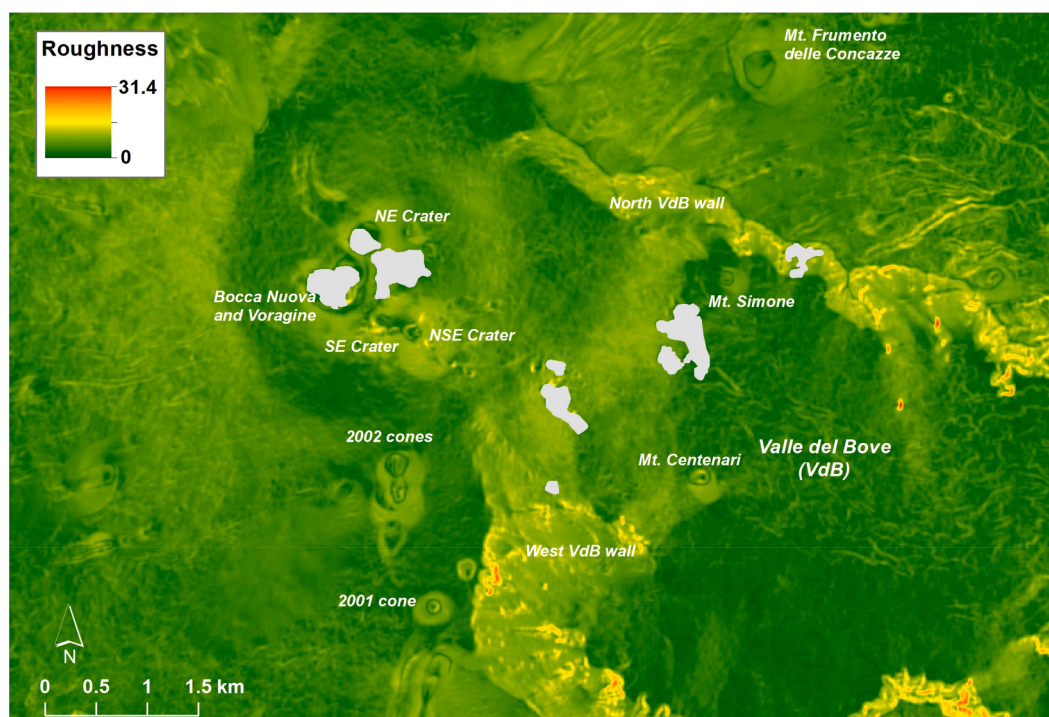 Roughness
31.4
0
Mt. Frumento
delle Concazze
North VdB wall
NE Crater
Bocca Nuova
and Voragine
Mt. Simone
SE Crater
NSE Crater
2002 cones
Mt. Centenari
Valle del Bove
(VdB)
West VdB wall
2001 cone
N
0 0.5 1 1.5 km